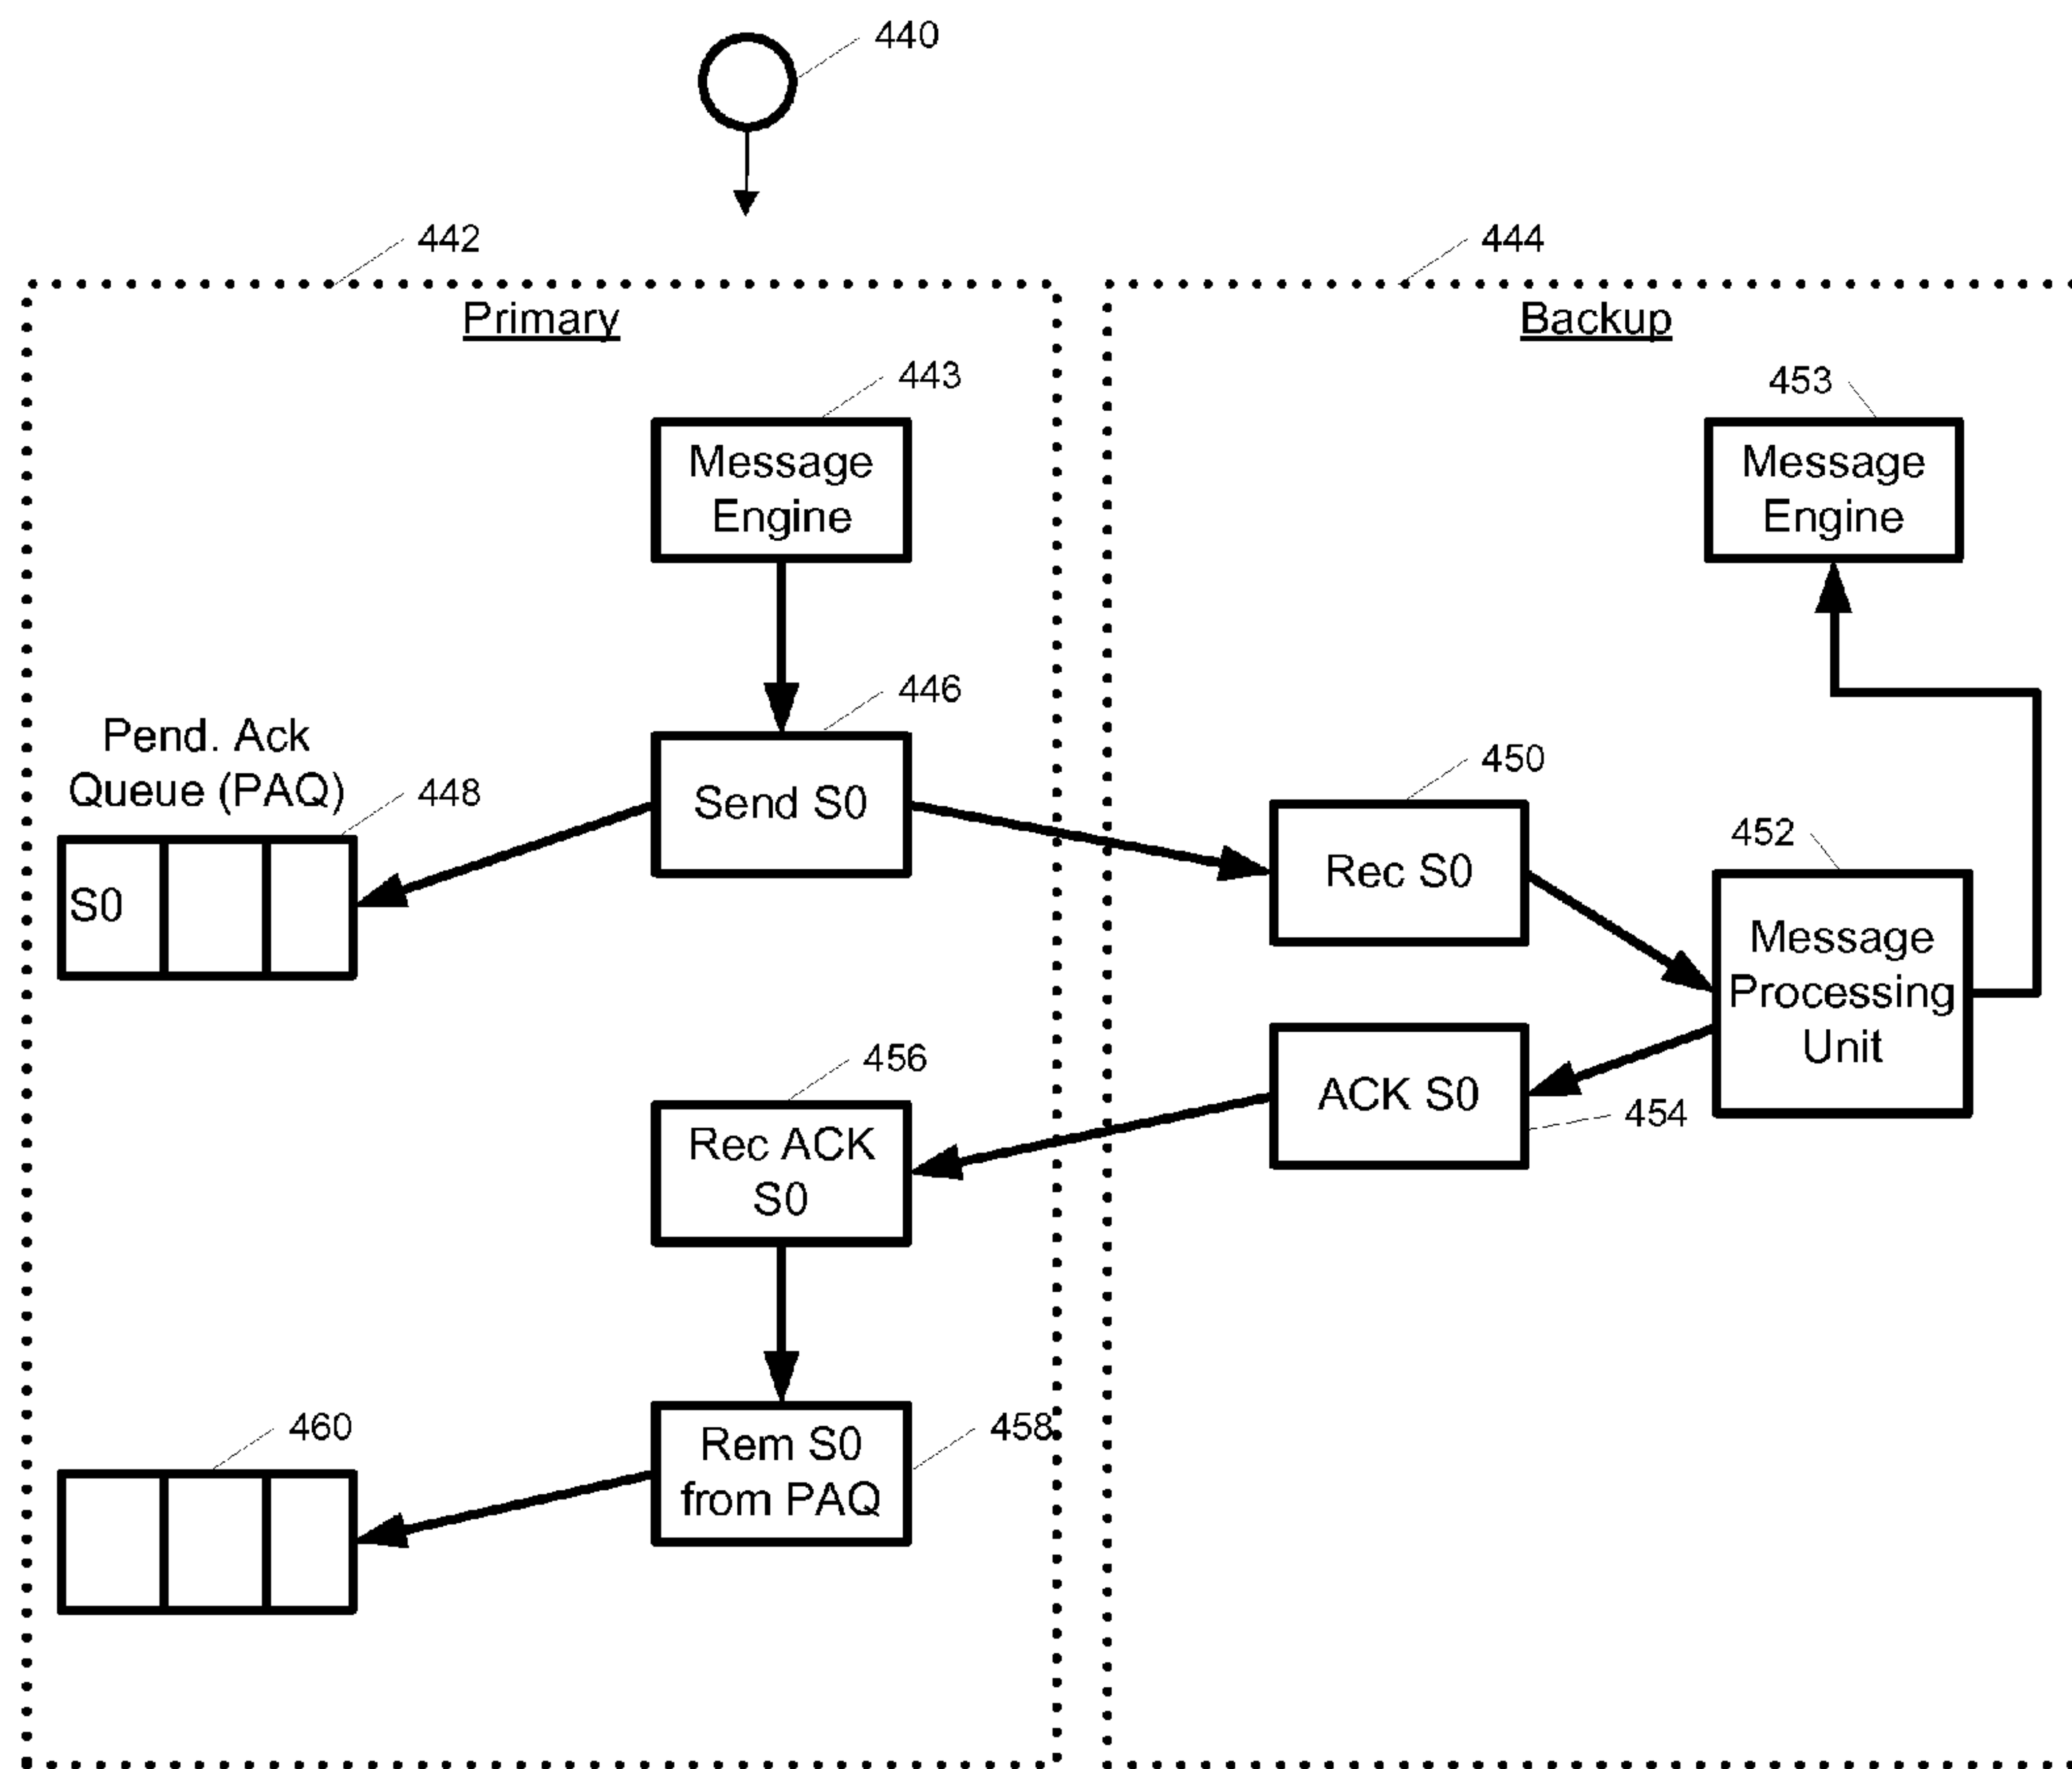 440
442
444
Primary
Backup
443
453
Message
Engine
Message
Engine
446
Pend. Ack
Queue (PAQ)
448
450
452
Send S0
Rec S0
S0
Message
Processing
Unit
456
ACK S0
454
Rec ACK
S0
460
458
Rem S0
from PAQ